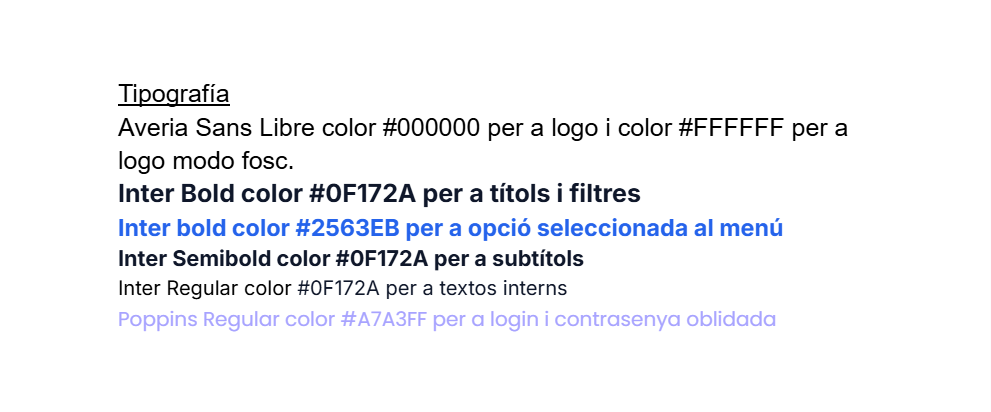 Tipografía
Averia Sans Libre color #000000 per a logo i color #FFFFFF per a
logo modo fosc.
Inter Bold color #0F172A per a títols i filtres
Inter bold color #2563EB per a opció seleccionada al menú
Inter Semibold color #0F172A per a subtítols
Inter Regular color #0F172A per a textos interns
Poppins Regular color #A7A3FF per a login i contrasenya oblidada